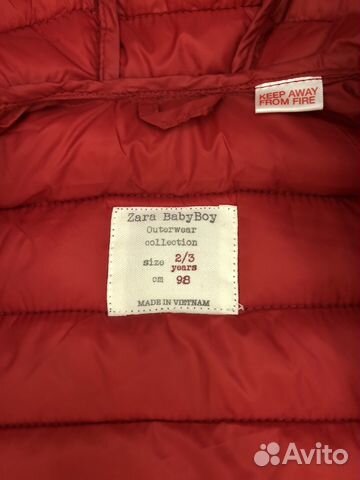 KEEP AWAY
FROM FIRE
Zara BabyBoy
Outerwear
collection
size 2/3
years
cm 98
MADE IN VIETNAM
Avito